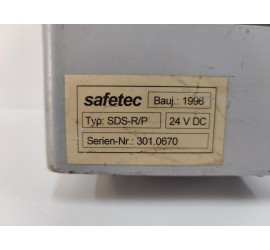 safetec Bauj.: 1996
Typ: SDS-R/P 24 V DC
Serien-Nr.: 301.0670